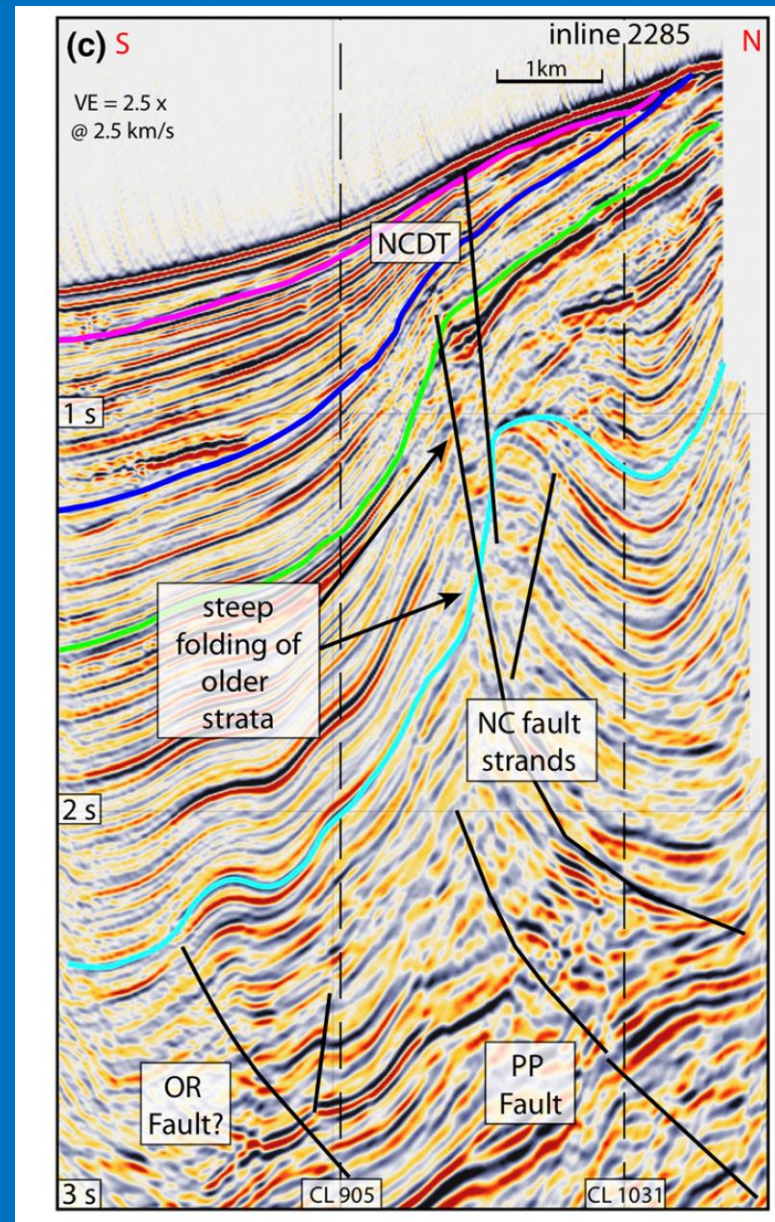 (c) S
inline 2285
N
1km
VE = 2.5 x
@ 2.5 km/s
NCDT
1 s
steep
folding of
older
strata
NC fault
strands
2 s
OR
Fault?
PP
Fault
3 s
CL 905
CL 1031